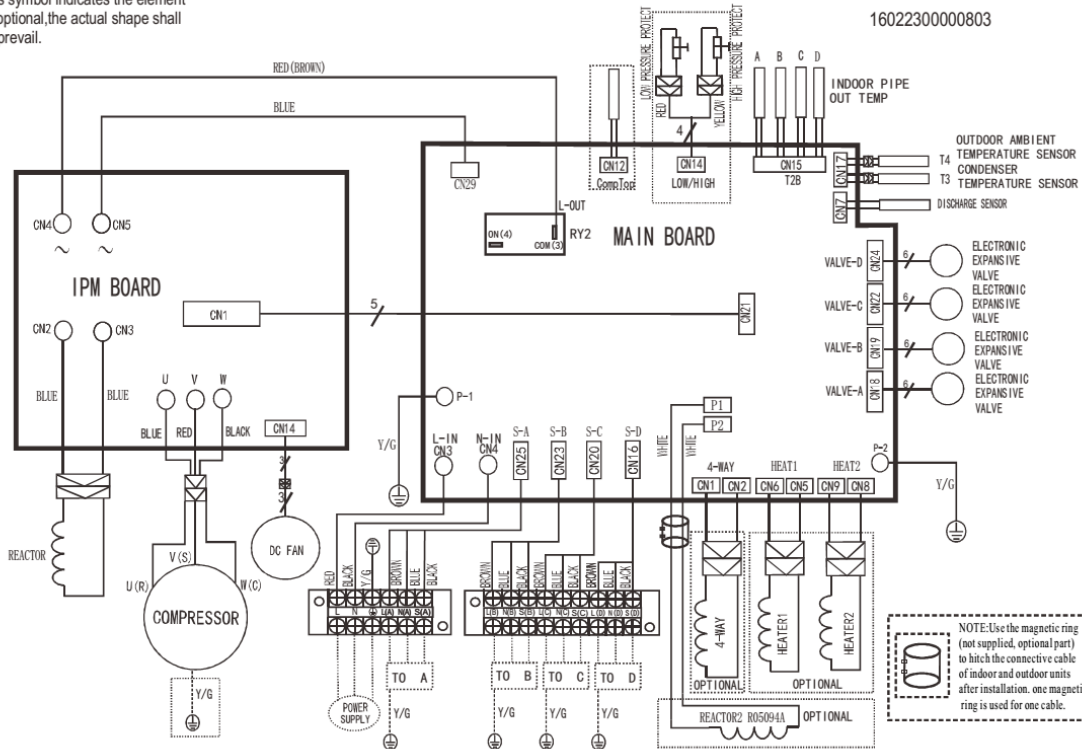 s symbol indicates the element
optional,the actual shape shall
prevail.
16022300000803
RED(BROWN)
BLUE
LOW PRESSURE PROTECT
HIGH PRESSURE PROTECT
RED
YELLOW
4
A B C D
INDOOR PIPE
OUT TEMP
CN12
CompTop
CN14
LOW/HIGH
CN15
T2B
CN17
T4
OUTDOOR AMBIENT
TEMPERATURE SENSOR
T3
CONDENSER
TEMPERATURE SENSOR
CN7
DISCHARGE SENSOR
CN29
L-OUT
ON(4)
COM(3)
RY2
MAIN BOARD
CN4
CN5
~ ~
IPM BOARD
CN2
CN3
CN1
5
CN21
VALVE-D
CN24
6
ELECTRONIC
EXPANSIVE
VALVE
VALVE-C
CN22
6
ELECTRONIC
EXPANSIVE
VALVE
VALVE-B
CN19
6
ELECTRONIC
EXPANSIVE
VALVE
VALVE-A
CN18
6
ELECTRONIC
EXPANSIVE
VALVE
BLUE
BLUE
U V W
BLUE
RED
BLACK
CN14
3
3
P-1
Y/G
L-IN
CN3
N-IN
CN4
S-A
CN25
S-B
CN23
S-C
CN20
S-D
CN16
P1
P2
WHITE
WHITE
4-WAY
CN1 CN2
HEAT1
CN6 CN5
HEAT2
CN9 CN8
P-2
Y/G
REACTOR
DC FAN
V(S)
U(R)
W(C)
COMPRESSOR
Y/G
RED
BLACK
Y/G
BROWN
BLUE
BLACK
L N L(A) N(A) S(A)
BROWN
BLUE
BLACK
BROWN
BLUE
BLACK
BROWN
BLUE
BLACK
L(B) N(B) S(B) L(C) N(C) S(C) L(D) N(D) S(D)
POWER
SUPPLY
TO A
Y/G
TO B
Y/G
TO C
Y/G
TO D
Y/G
4-WAY
OPTIONAL
HEATER1
HEATER2
OPTIONAL
REACTOR2 R05094A
OPTIONAL
NOTE:Use the magnetic ring
(not supplied, optional part)
to hitch the connective cable
of indoor and outdoor units
after installation. one magneti
ring is used for one cable.